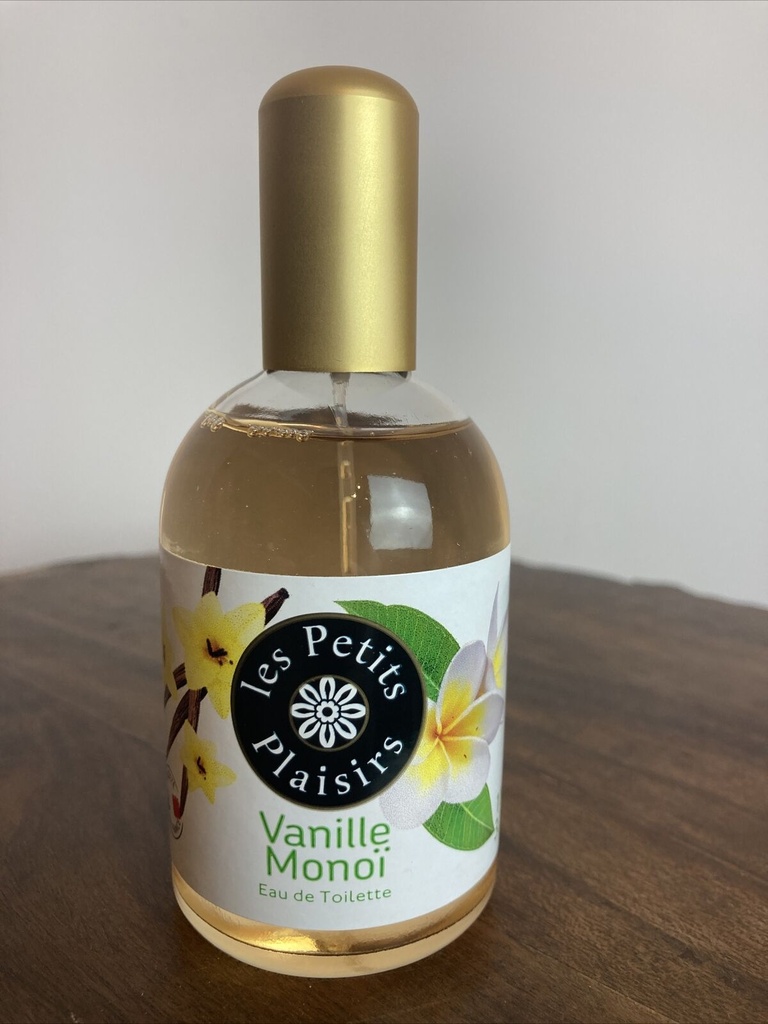 les Petits
Plaisirs
Vanille
Monoï
Eau de Toilette